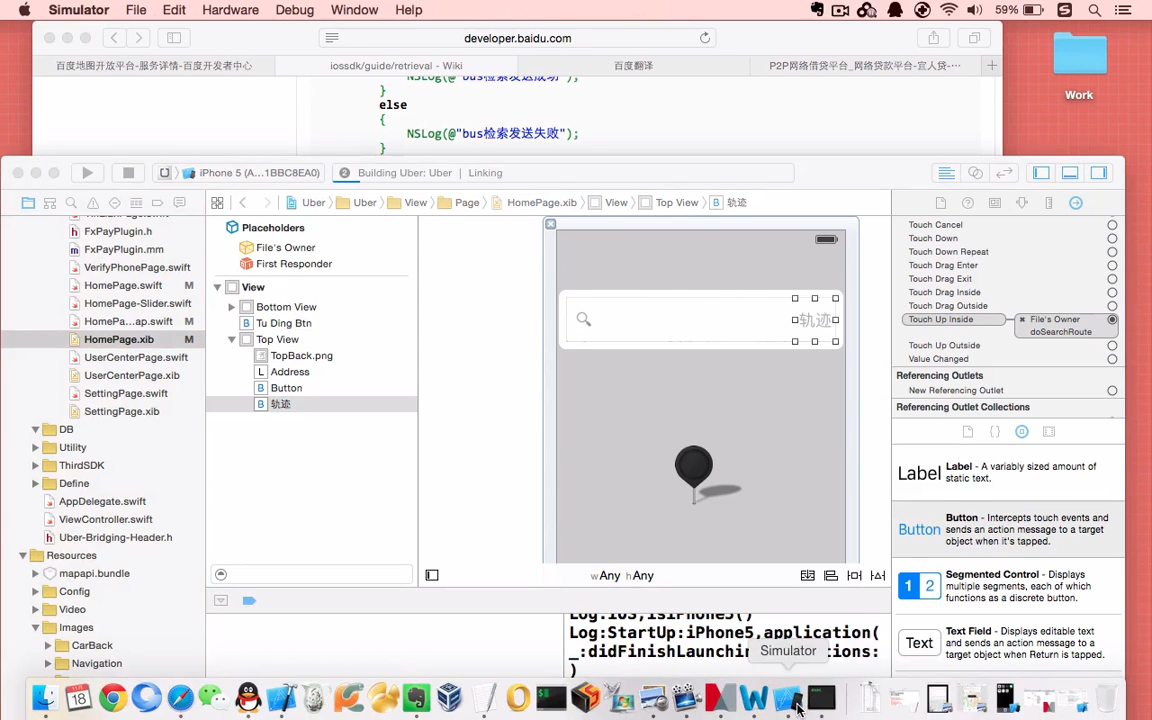 Simulator File Edit Hardware Debug Window Help 59%
developer.baidu.com
百度地图开放平台-服务详情-百度开发者中心 iossdk/guide/retrieval - Wiki 百度翻译 P2P网络借贷平台_网络贷款平台-宜人贷-···
Work
}
else
{
NSLog(@"bus检索发送失败");
}
iPhone 5 (A...1BBC8EA0) 2 Building Uber: Uber Linking
Uber Uber View Page HomePage.xib View Top View B 轨迹
FxPayPlugin.h
FxPayPlugin.mm
VerifyPhonePage.swift
HomePage.swift M
HomePage-Slider.swift
HomePa...ap.swift M
HomePage.xib M
UserCenterPage.swift
UserCenterPage.xib
SettingPage.swift
SettingPage.xib
DB
Utility
ThirdSDK
Define
AppDelegate.swift
ViewController.swift
Uber-Bridging-Header.h
Resources
mapapi.bundle
Config
Video
Images
CarBack
Navigation
Placeholders
File's Owner
First Responder
View
Bottom View
B Tu Ding Btn
Top View
TopBack.png
L Address
B Button
B 轨迹
轨迹
wAny hAny
Touch Cancel
Touch Down
Touch Down Repeat
Touch Drag Enter
Touch Drag Exit
Touch Drag Inside
Touch Drag Outside
Touch Up Inside File's Owner
doSearchRoute
Touch Up Outside
Value Changed
Referencing Outlets
New Referencing Outlet
Referencing Outlet Collections
Label Label - A variably sized amount of
static text.
Button Button - Intercepts touch events and
sends an action message to a target
object when it's tapped.
1 2 Segmented Control - Displays
multiple segments, each of which
functions as a discrete button.
Text Text Field - Displays editable text
and sends an action message to a
target object when Return is tapped.
Log:iOS,isiPhone5()
Log:StartUp:iPhone5,application(
_:didFinishLaunchin
tions:
)
Simulator
18